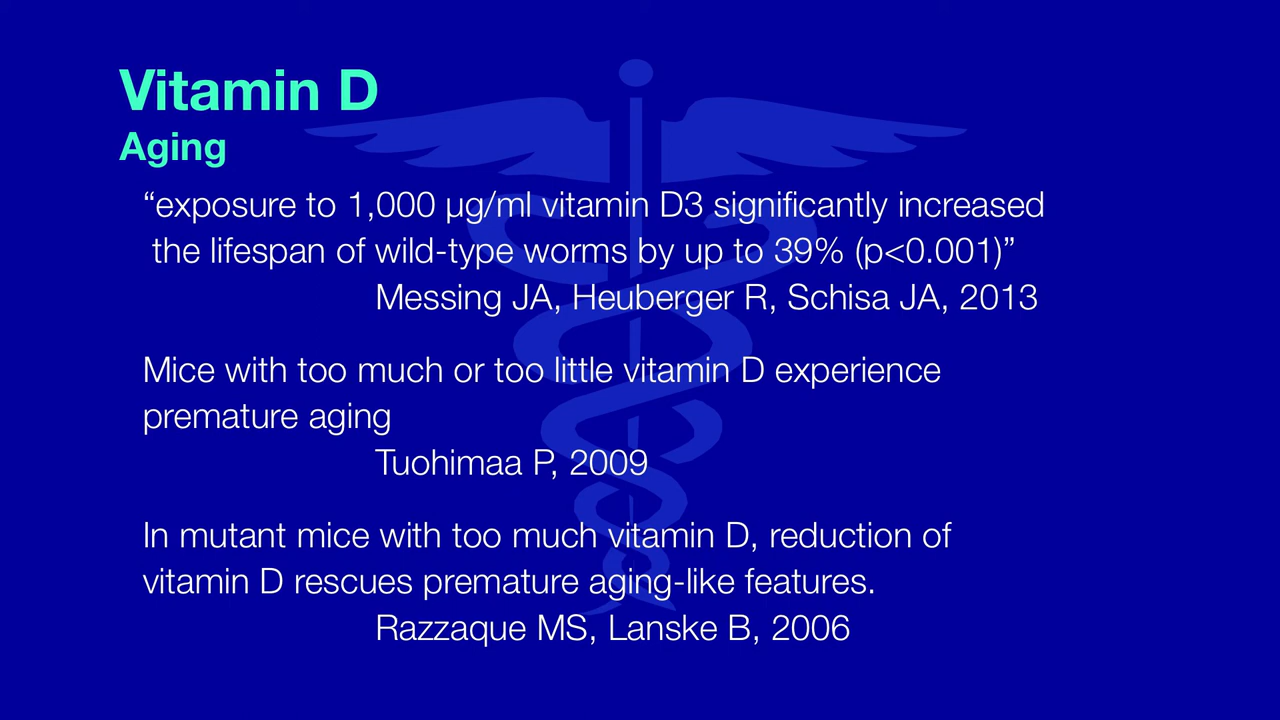 Vitamin D
Aging
“exposure to 1,000 µg/ml vitamin D3 significantly increased
the lifespan of wild-type worms by up to 39% (p<0.001)”
Messing JA, Heuberger R, Schisa JA, 2013
Mice with too much or too little vitamin D experience
premature aging
Tuohimaa P, 2009
In mutant mice with too much vitamin D, reduction of
vitamin D rescues premature aging-like features.
Razzaque MS, Lanske B, 2006